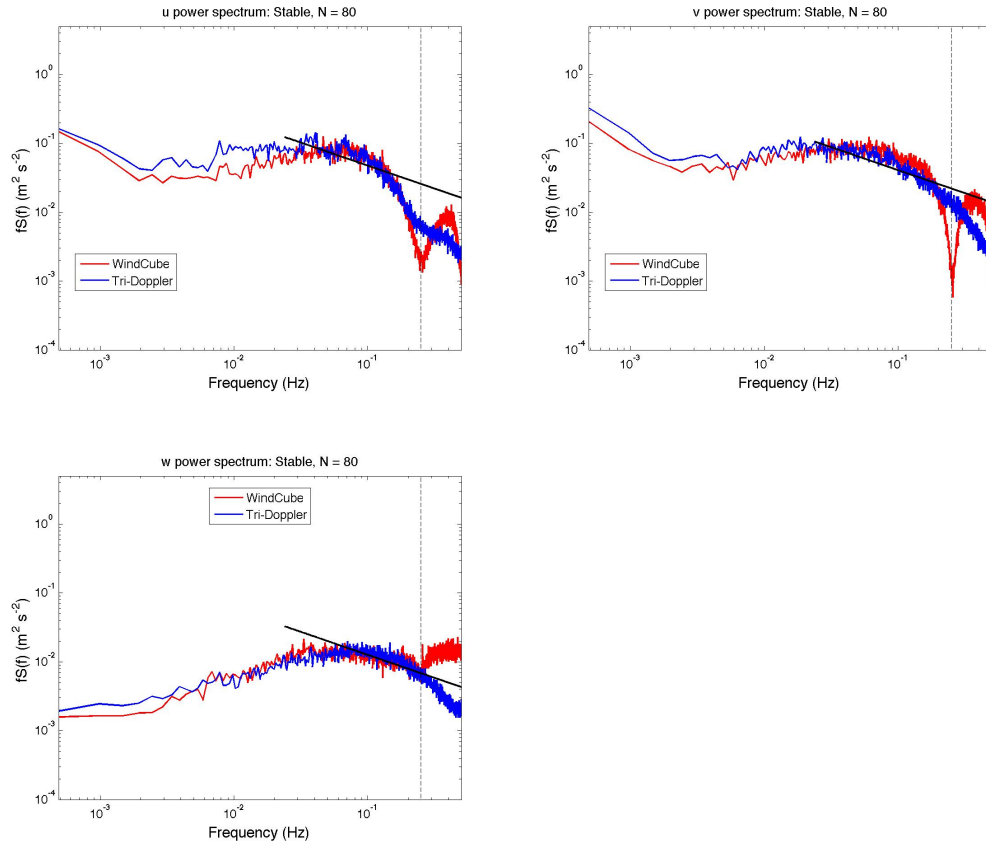 u power spectrum: Stable, N = 80
10^0
10^-1
10^-2
10^-3
10^-4
fS(f) (m^2 s^-2)
WindCube
Tri-Doppler
10^-3
10^-2
10^-1
Frequency (Hz)
v power spectrum: Stable, N = 80
10^0
10^-1
10^-2
10^-3
10^-4
fS(f) (m^2 s^-2)
WindCube
Tri-Doppler
10^-3
10^-2
10^-1
Frequency (Hz)
w power spectrum: Stable, N = 80
10^0
10^-1
10^-2
10^-3
10^-4
fS(f) (m^2 s^-2)
WindCube
Tri-Doppler
10^-3
10^-2
10^-1
Frequency (Hz)